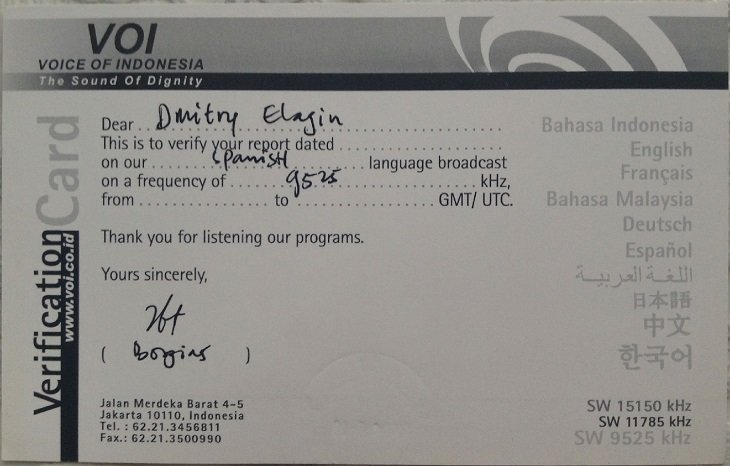 VOI
VOICE OF INDONESIA
The Sound Of Dignity
Verification Card
www.voi.co.id
Dear Dmitry Elagin
This is to verify your report dated
on our Spanish language broadcast
on a frequency of 9525 kHz,
from to GMT/ UTC.
Thank you for listening our programs.
Yours sincerely,
( )
Jalan Merdeka Barat 4-5
Jakarta 10110, Indonesia
Tel. : 62.21.3456811
Fax.: 62.21.3500990
Bahasa Indonesia
English
Français
Bahasa Malaysia
Deutsch
Español
اللغة العربية
日本語
中文
한국어
SW 15150 kHz
SW 11785 kHz
SW 9525 kHz